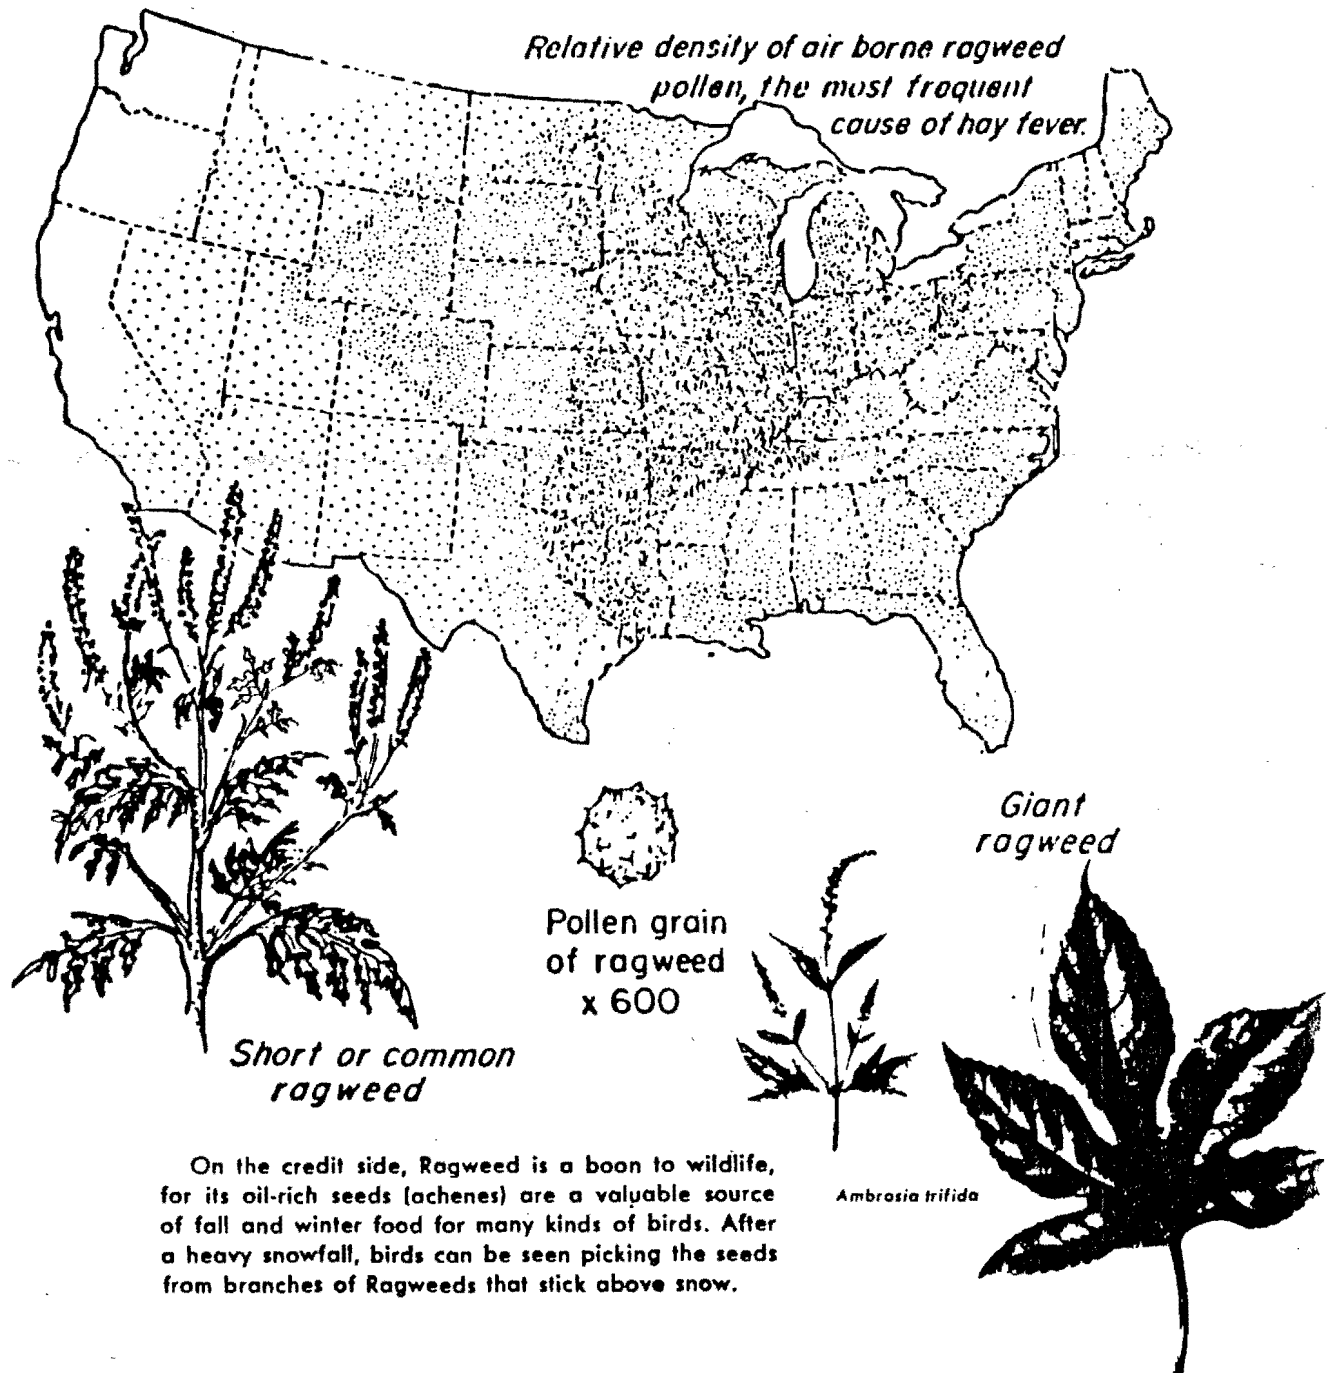 Relative density of air borne ragweed
pollen, the most frequent
cause of hay fever.
Giant
ragweed
Pollen grain
of ragweed
x 600
Short or common
ragweed
On the credit side, Ragweed is a boon to wildlife,
for its oil-rich seeds (achenes) are a valuable source
of fall and winter food for many kinds of birds. After
a heavy snowfall, birds can be seen picking the seeds
from branches of Ragweeds that stick above snow.
Ambrosia trifida